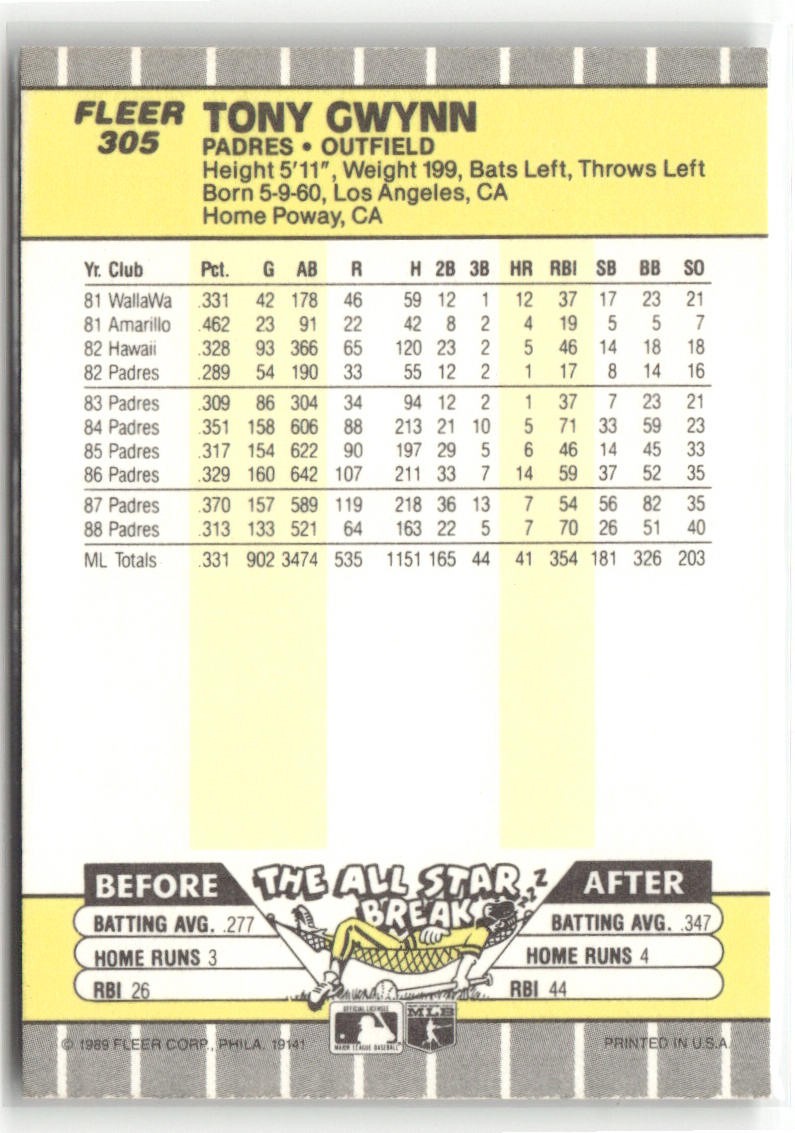 FLEER 305
TONY GWYNN
PADRES • OUTFIELD
Height 5'11", Weight 199, Bats Left, Throws Left
Born 5-9-60, Los Angeles, CA
Home Poway, CA
Yr. Club Pct. G AB R H 2B 3B HR RBI SB BB SO
81 WallaWa .331 42 178 46 59 12 1 12 37 17 23 21
81 Amarillo .462 23 91 22 42 8 2 4 19 5 5 7
82 Hawaii .328 93 366 65 120 23 2 5 46 14 18 18
82 Padres .289 54 190 33 55 12 2 1 17 8 14 16
83 Padres .309 86 304 34 94 12 2 1 37 7 23 21
84 Padres .351 158 606 88 213 21 10 5 71 33 59 23
85 Padres .317 154 622 90 197 29 5 6 46 14 45 33
86 Padres .329 160 642 107 211 33 7 14 59 37 52 35
87 Padres .370 157 589 119 218 36 13 7 54 56 82 35
88 Padres .313 133 521 64 163 22 5 7 70 26 51 40
ML Totals .331 902 3474 535 1151 165 44 41 354 181 326 203
THE ALL STAR BREAK
ZZZZ
BEFORE
BATTING AVG. .277
HOME RUNS 3
RBI 26
AFTER
BATTING AVG. .347
HOME RUNS 4
RBI 44
OFFICIAL LICENSEE
MAJOR LEAGUE BASEBALL
MLB
© 1989 FLEER CORP., PHILA. 19141
PRINTED IN U.S.A.